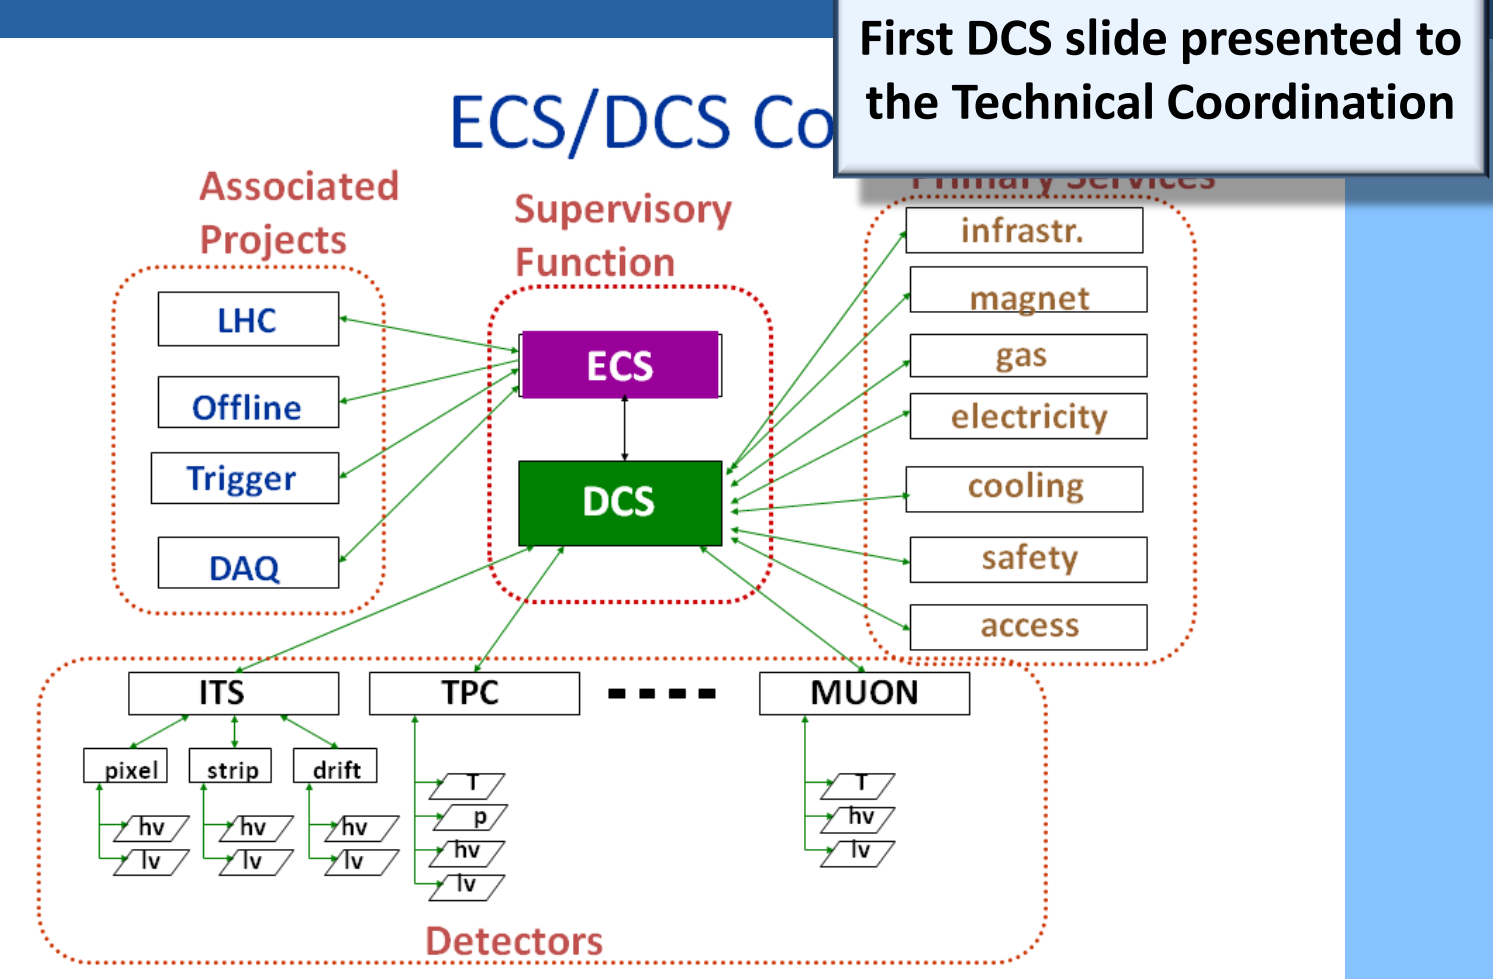 First DCS slide presented to
the Technical Coordination
ECS/DCS Co
Associated
Projects
LHC
Offline
Trigger
DAQ
Supervisory
Function
ECS
DCS
Primary Services
infrastr.
magnet
gas
electricity
cooling
safety
access
ITS
TPC
MUON
pixel
strip
drift
hv
lv
hv
lv
hv
lv
T
p
hv
lv
T
hv
lv
Detectors